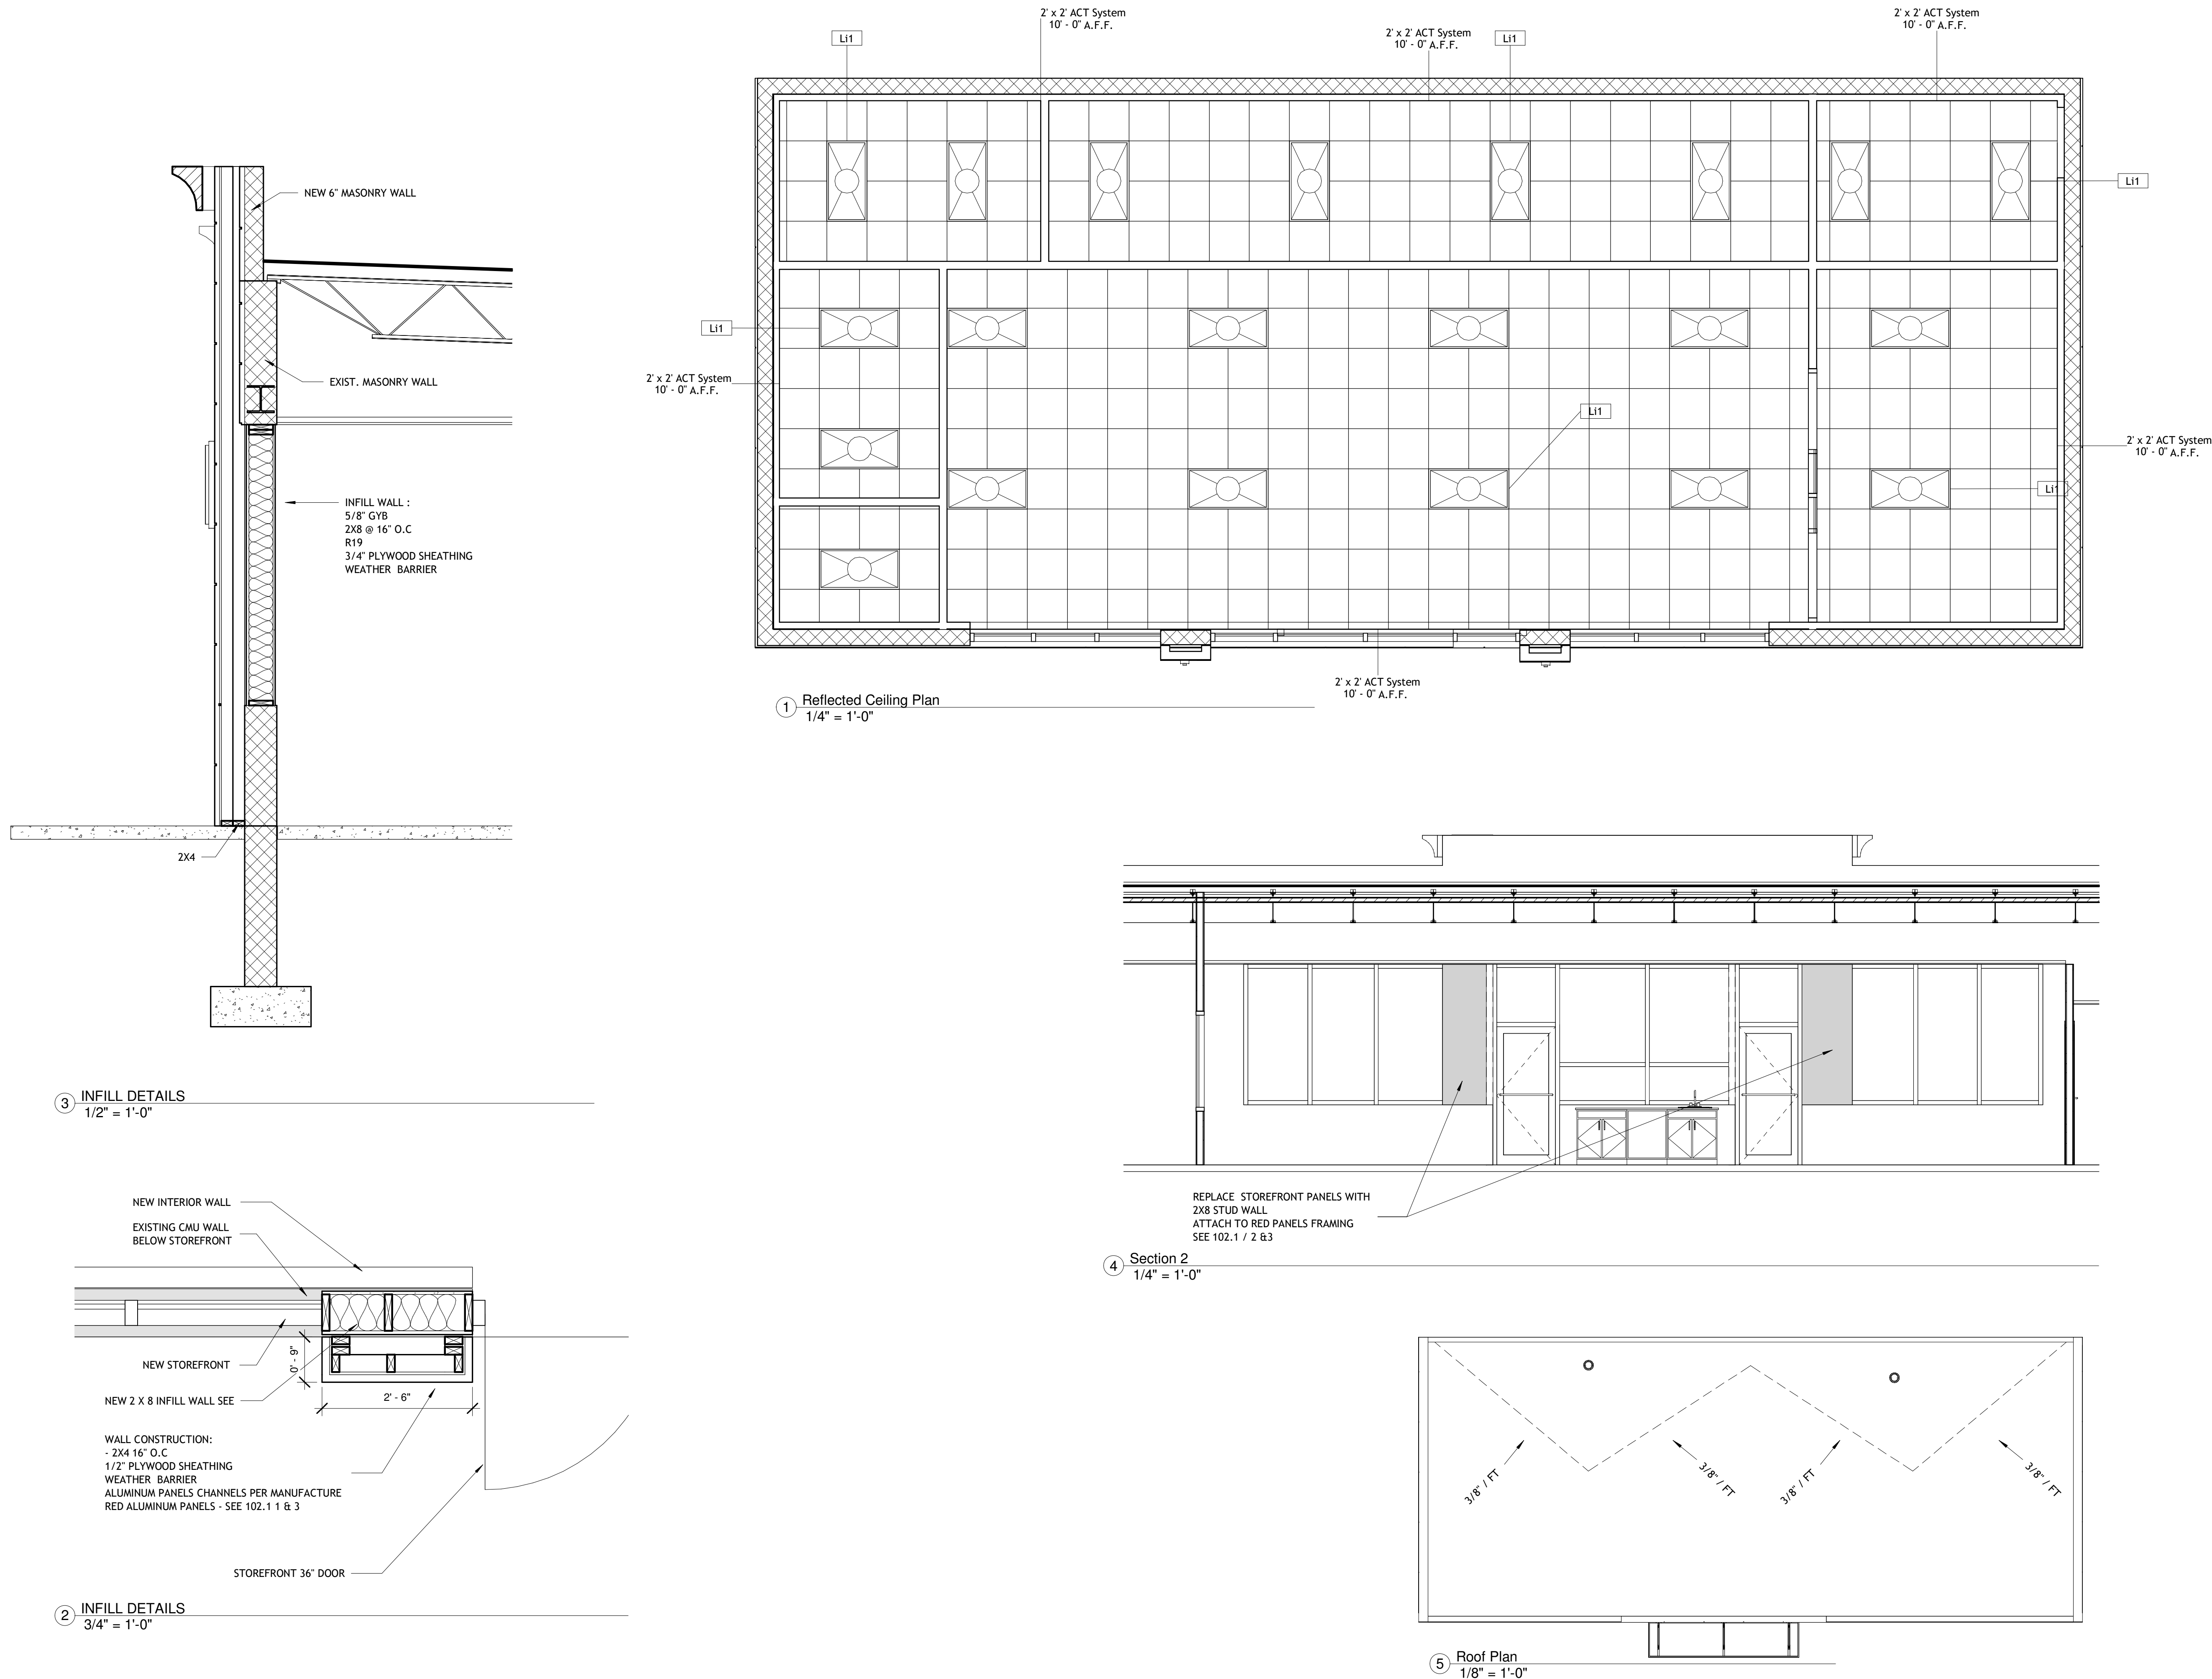 2' x 2' ACT System
10' - 0" A.F.F.
Li1
2' x 2' ACT System
10' - 0" A.F.F.
Li1
2' x 2' ACT System
10' - 0" A.F.F.
Li1
Li1
2' x 2' ACT System
10' - 0" A.F.F.
Li1
2' x 2' ACT System
10' - 0" A.F.F.
Li1
2' x 2' ACT System
10' - 0" A.F.F.
1 Reflected Ceiling Plan
1/4" = 1'-0"
NEW 6" MASONRY WALL
EXIST. MASONRY WALL
INFILL WALL :
5/8" GYB
2X8 @ 16" O.C
R19
3/4" PLYWOOD SHEATHING
WEATHER BARRIER
2X4
3 INFILL DETAILS
1/2" = 1'-0"
NEW INTERIOR WALL
EXISTING CMU WALL
BELOW STOREFRONT
NEW STOREFRONT
0' - 9"
2' - 6"
NEW 2 X 8 INFILL WALL SEE
WALL CONSTRUCTION:
- 2X4 16" O.C
1/2" PLYWOOD SHEATHING
WEATHER BARRIER
ALUMINUM PANELS CHANNELS PER MANUFACTURE
RED ALUMINUM PANELS - SEE 102.1 1 & 3
STOREFRONT 36" DOOR
2 INFILL DETAILS
3/4" = 1'-0"
REPLACE STOREFRONT PANELS WITH
2X8 STUD WALL
ATTACH TO RED PANELS FRAMING
SEE 102.1 / 2 &3
4 Section 2
1/4" = 1'-0"
3/8" / FT
3/8" / FT
3/8" / FT
3/8" / FT
5 Roof Plan
1/8" = 1'-0"